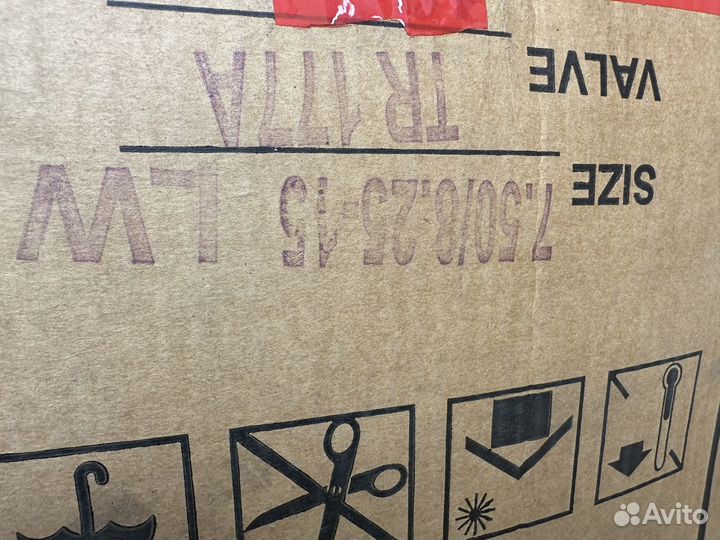 SIZE 7.50/8.25-15 LW
VALVE TR 177A
Avito